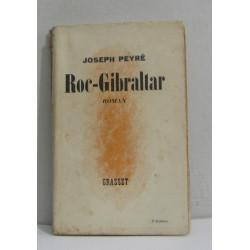 JOSEPH PEYRÉ
Roc-Gibraltar
ROMAN
GRASSET